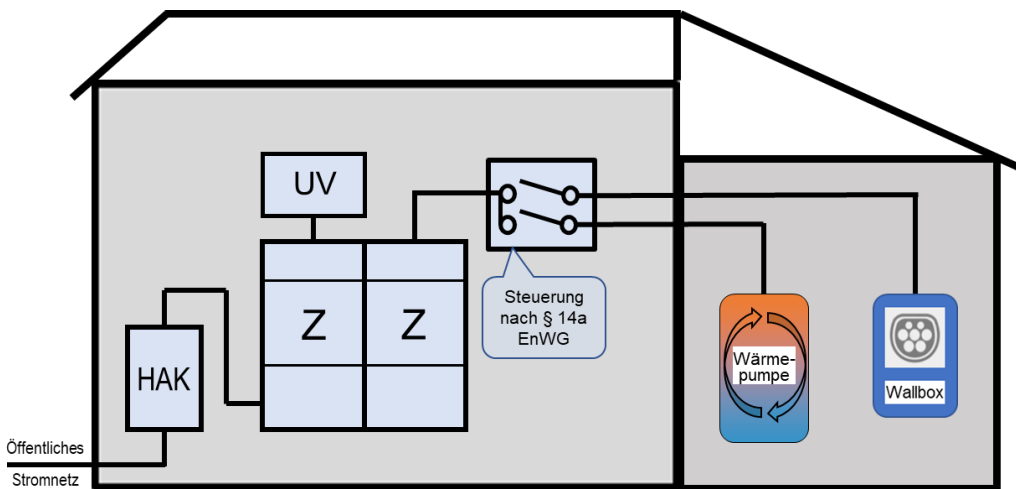 UV
Z
Z
Steuerung
nach § 14a
EnWG
HAK
Wärme-
pumpe
Wallbox
Öffentliches
Stromnetz